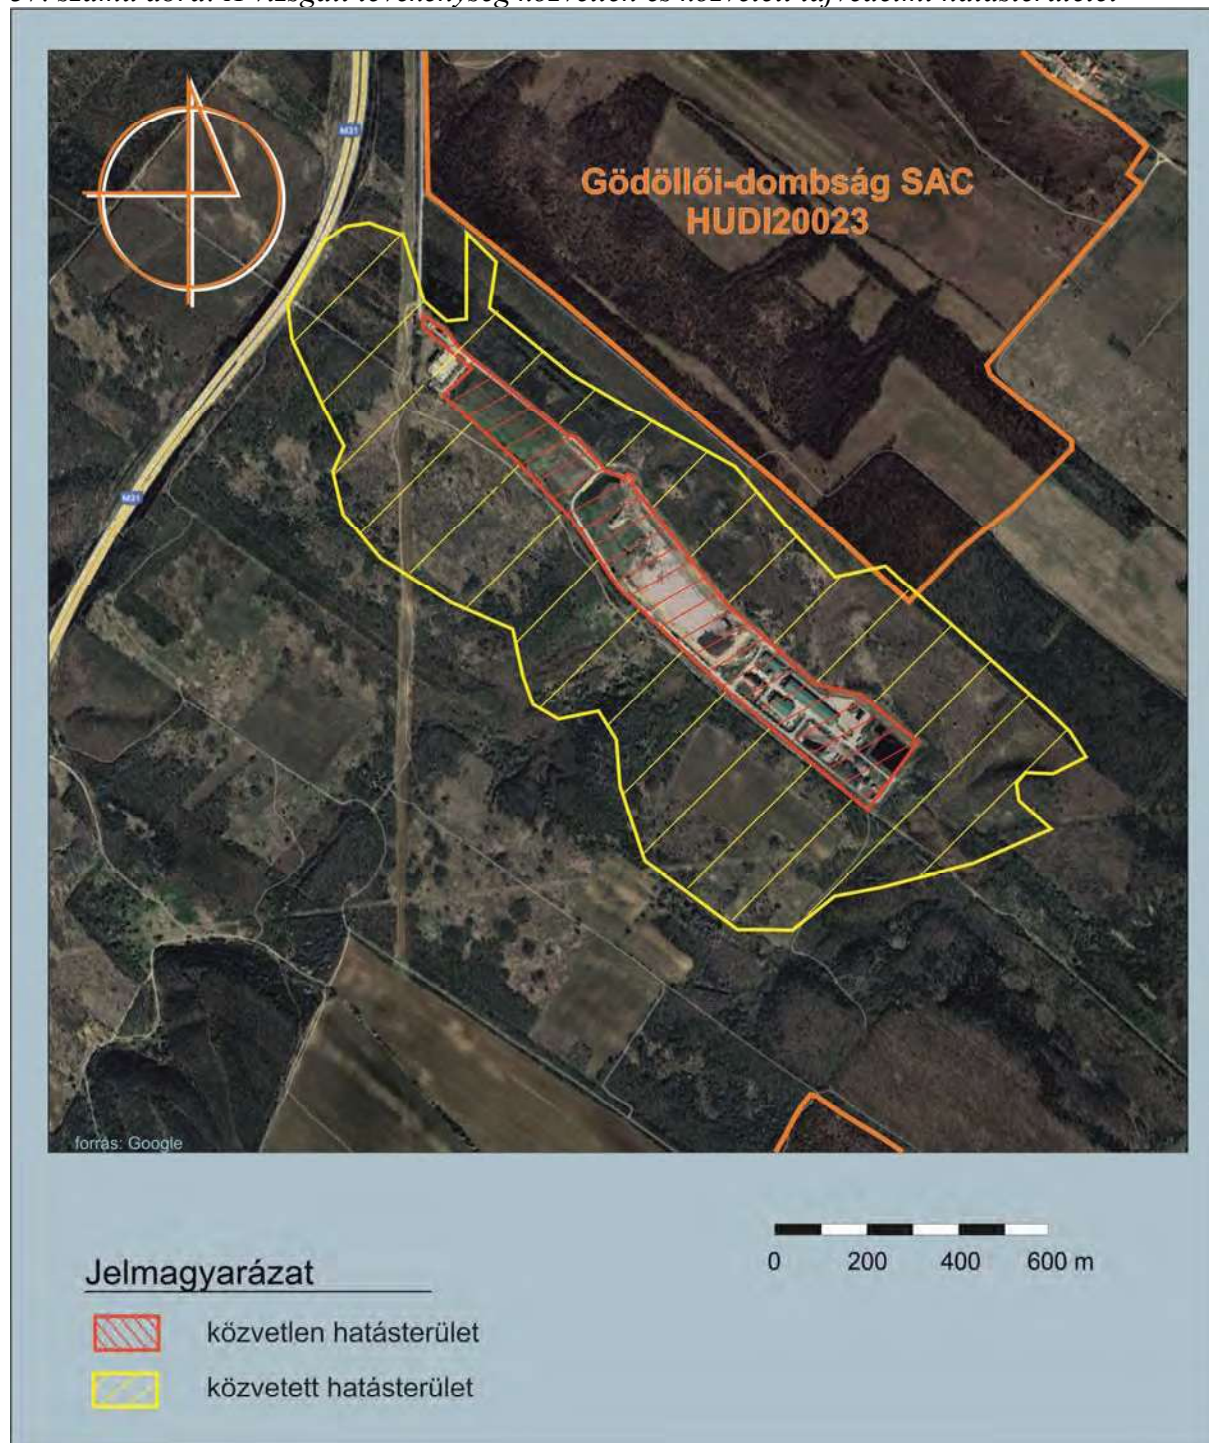 M31
Gödöllői-dombság SAC
HUDI20023
M31
forrás: Google
0 200 400 600 m
Jelmagyarázat
közvetlen hatásterület
közvetett hatásterület